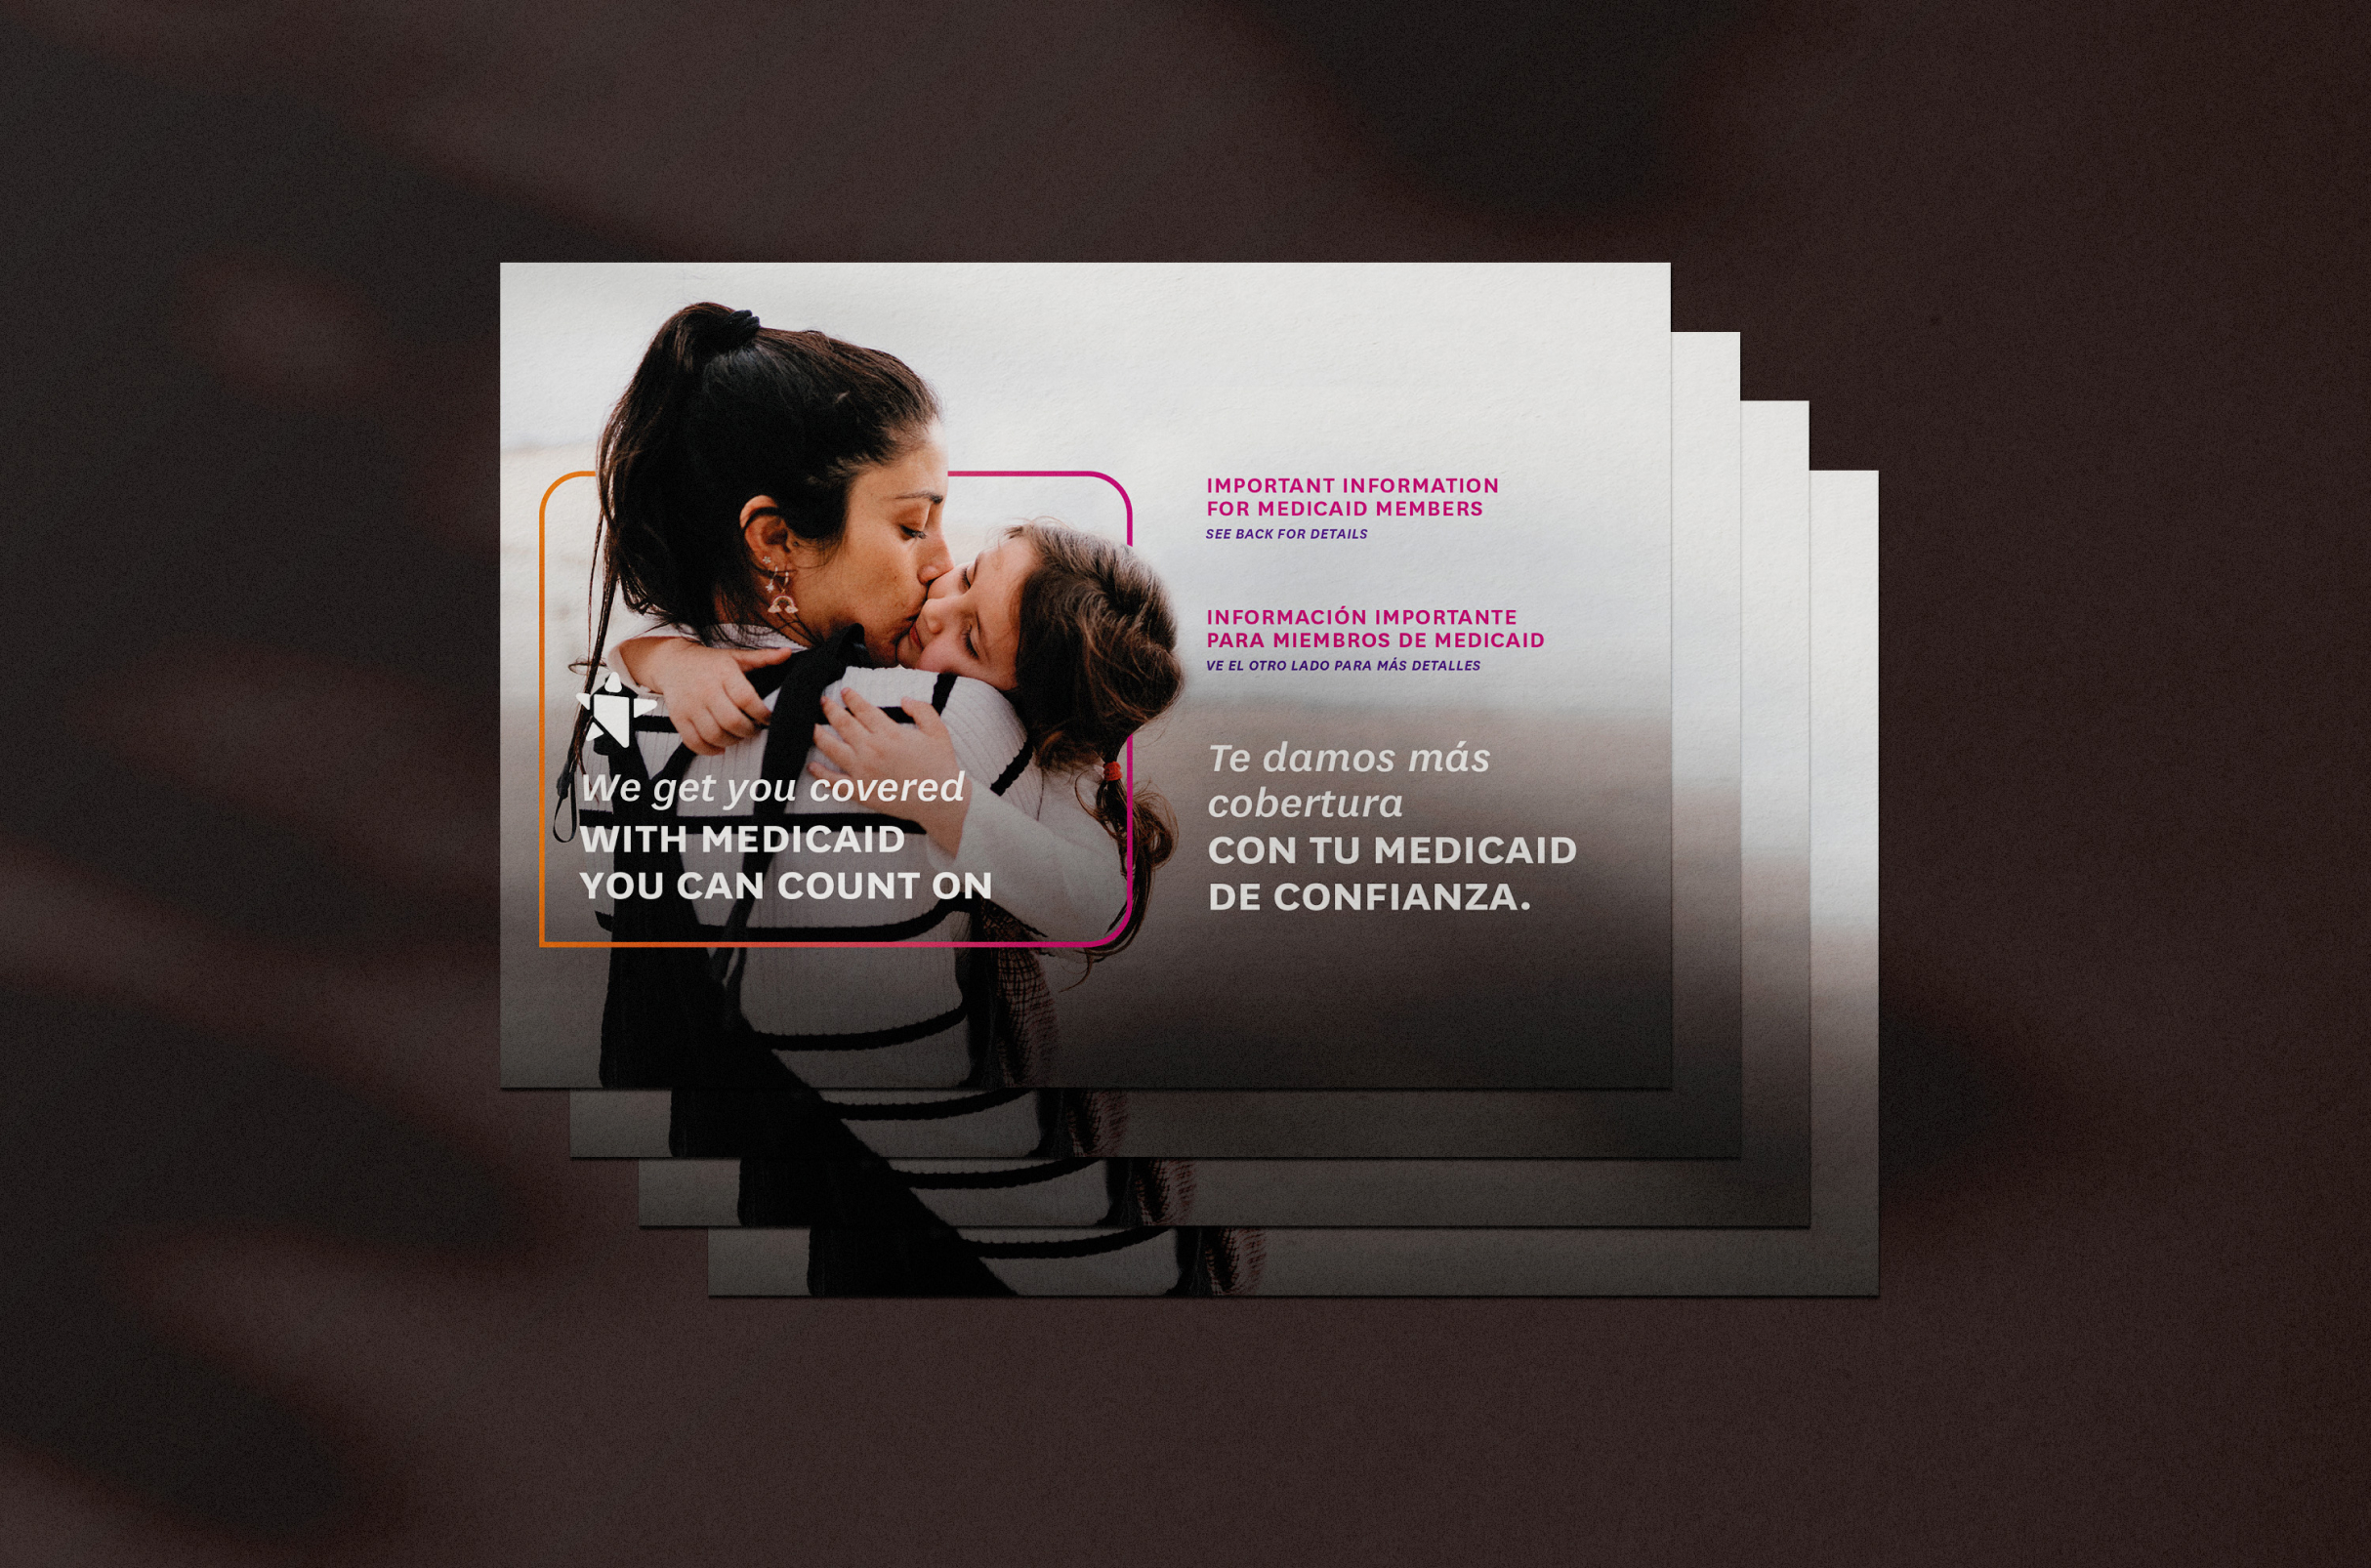 IMPORTANT INFORMATION
FOR MEDICAID MEMBERS
SEE BACK FOR DETAILS
INFORMACIÓN IMPORTANTE
PARA MIEMBROS DE MEDICAID
VE EL OTRO LADO PARA MÁS DETALLES
We get you covered
WITH MEDICAID
YOU CAN COUNT ON
Te damos más
cobertura
CON TU MEDICAID
DE CONFIANZA.